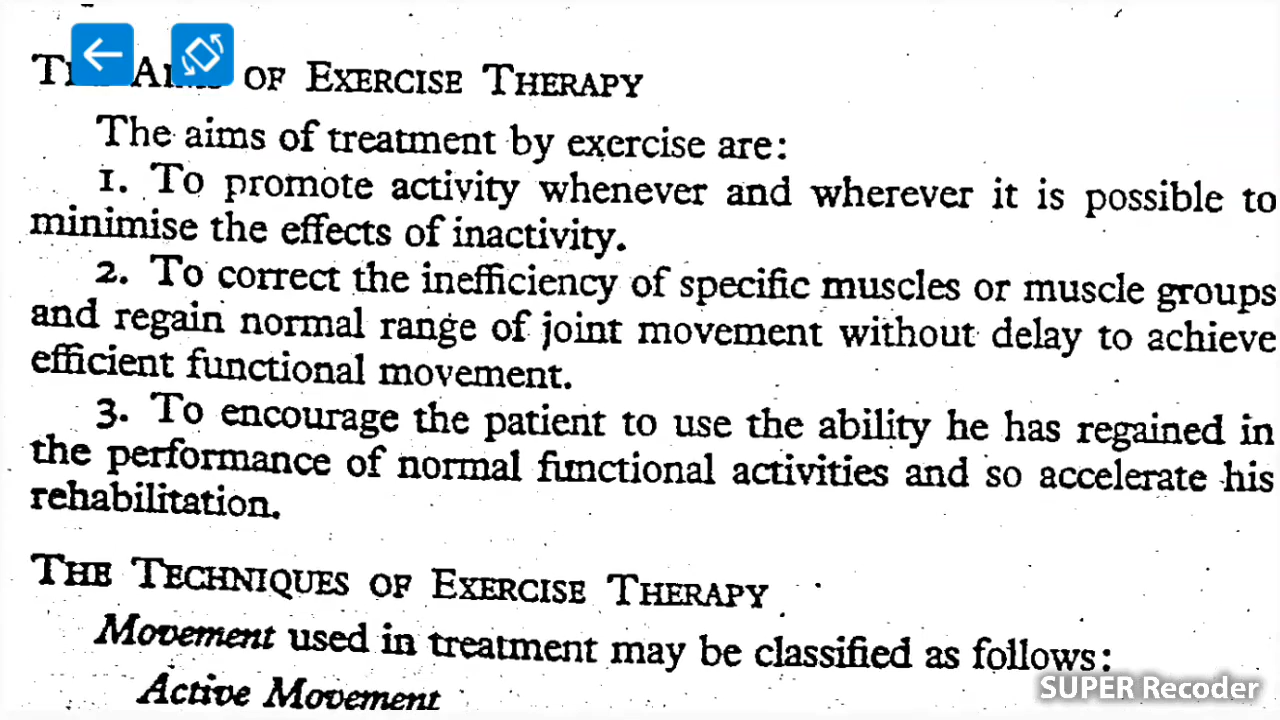 THE AIMS OF EXERCISE THERAPY
The aims of treatment by exercise are:
1. To promote activity whenever and wherever it is possible to
minimise the effects of inactivity.
2. To correct the inefficiency of specific muscles or muscle groups
and regain normal range of joint movement without delay to achieve
efficient functional movement.
3. To encourage the patient to use the ability he has regained in
the performance of normal functional activities and so accelerate his
rehabilitation.
THE TECHNIQUES OF EXERCISE THERAPY
Movement used in treatment may be classified as follows:
Active Movement
SUPER Recoder